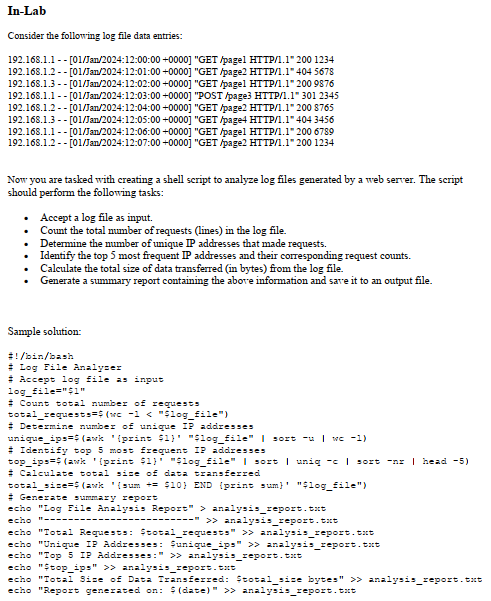 In-Lab
Consider the following log file data entries:
192.168.1.1 - - [01/Jan/2024:12:00:00 +0000] "GET /page1 HTTP/1.1" 200 1234
192.168.1.2 - - [01/Jan/2024:12:01:00 +0000] "GET /page2 HTTP/1.1" 404 5678
192.168.1.3 - - [01/Jan/2024:12:02:00 +0000] "GET /page1 HTTP/1.1" 200 9876
192.168.1.1 - - [01/Jan/2024:12:03:00 +0000] "POST /page3 HTTP/1.1" 301 2345
192.168.1.2 - - [01/Jan/2024:12:04:00 +0000] "GET /page2 HTTP/1.1" 200 8765
192.168.1.3 - - [01/Jan/2024:12:05:00 +0000] "GET /page4 HTTP/1.1" 404 3456
192.168.1.1 - - [01/Jan/2024:12:06:00 +0000] "GET /page1 HTTP/1.1" 200 6789
192.168.1.2 - - [01/Jan/2024:12:07:00 +0000] "GET /page2 HTTP/1.1" 200 1234
Now you are tasked with creating a shell script to analyze log files generated by a web server. The script
should perform the following tasks:
• Accept a log file as input.
• Count the total number of requests (lines) in the log file.
• Determine the number of unique IP addresses that made requests.
• Identify the top 5 most frequent IP addresses and their corresponding request counts.
• Calculate the total size of data transferred (in bytes) from the log file.
• Generate a summary report containing the above information and save it to an output file.
Sample solution:
#!/bin/bash
# Log File Analyzer
# Accept log file as input
log_file="$1"
# Count total number of requests
total_requests=$(wc -l < "$log_file")
# Determine number of unique IP addresses
unique_ips=$(awk '{print $1}' "$log_file" | sort -u | wc -l)
# Identify top 5 most frequent IP addresses
top_ips=$(awk '{print $1}' "$log_file" | sort | uniq -c | sort -nr | head -5)
# Calculate total size of data transferred
total_size=$(awk '{sum += $10} END {print sum}' "$log_file")
# Generate summary report
echo "Log File Analysis Report" > analysis_report.txt
echo "-------------------------" >> analysis_report.txt
echo "Total Requests: $total_requests" >> analysis_report.txt
echo "Unique IP Addresses: $unique_ips" >> analysis_report.txt
echo "Top 5 IP Addresses:" >> analysis_report.txt
echo "$top_ips" >> analysis_report.txt
echo "Total Size of Data Transferred: $total_size bytes" >> analysis_report.txt
echo "Report generated on: $(date)" >> analysis_report.txt